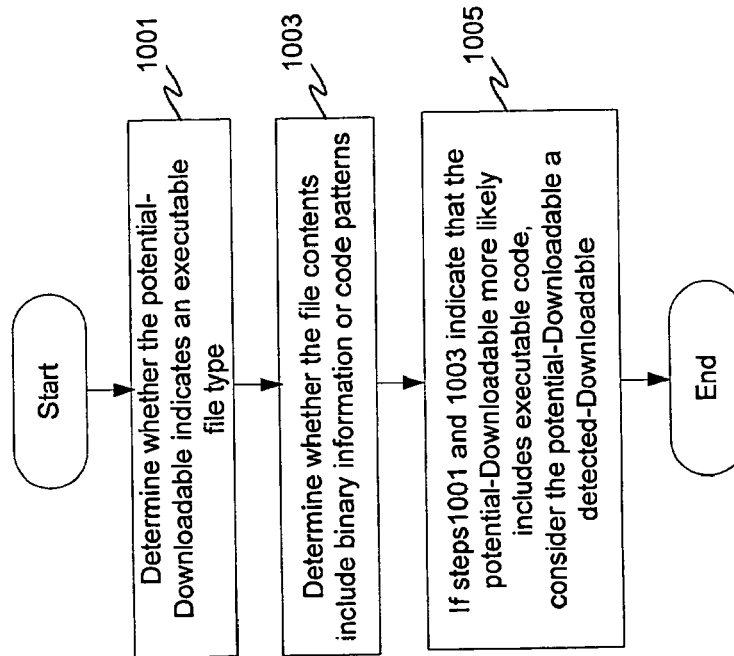 Start
1001
Determine whether the potential-
Downloadable indicates an executable
file type
1003
Determine whether the file contents
include binary information or code patterns
1005
If steps1001 and 1003 indicate that the
potential-Downloadable more likely
includes executable code,
consider the potential-Downloadable a
detected-Downloadable
End